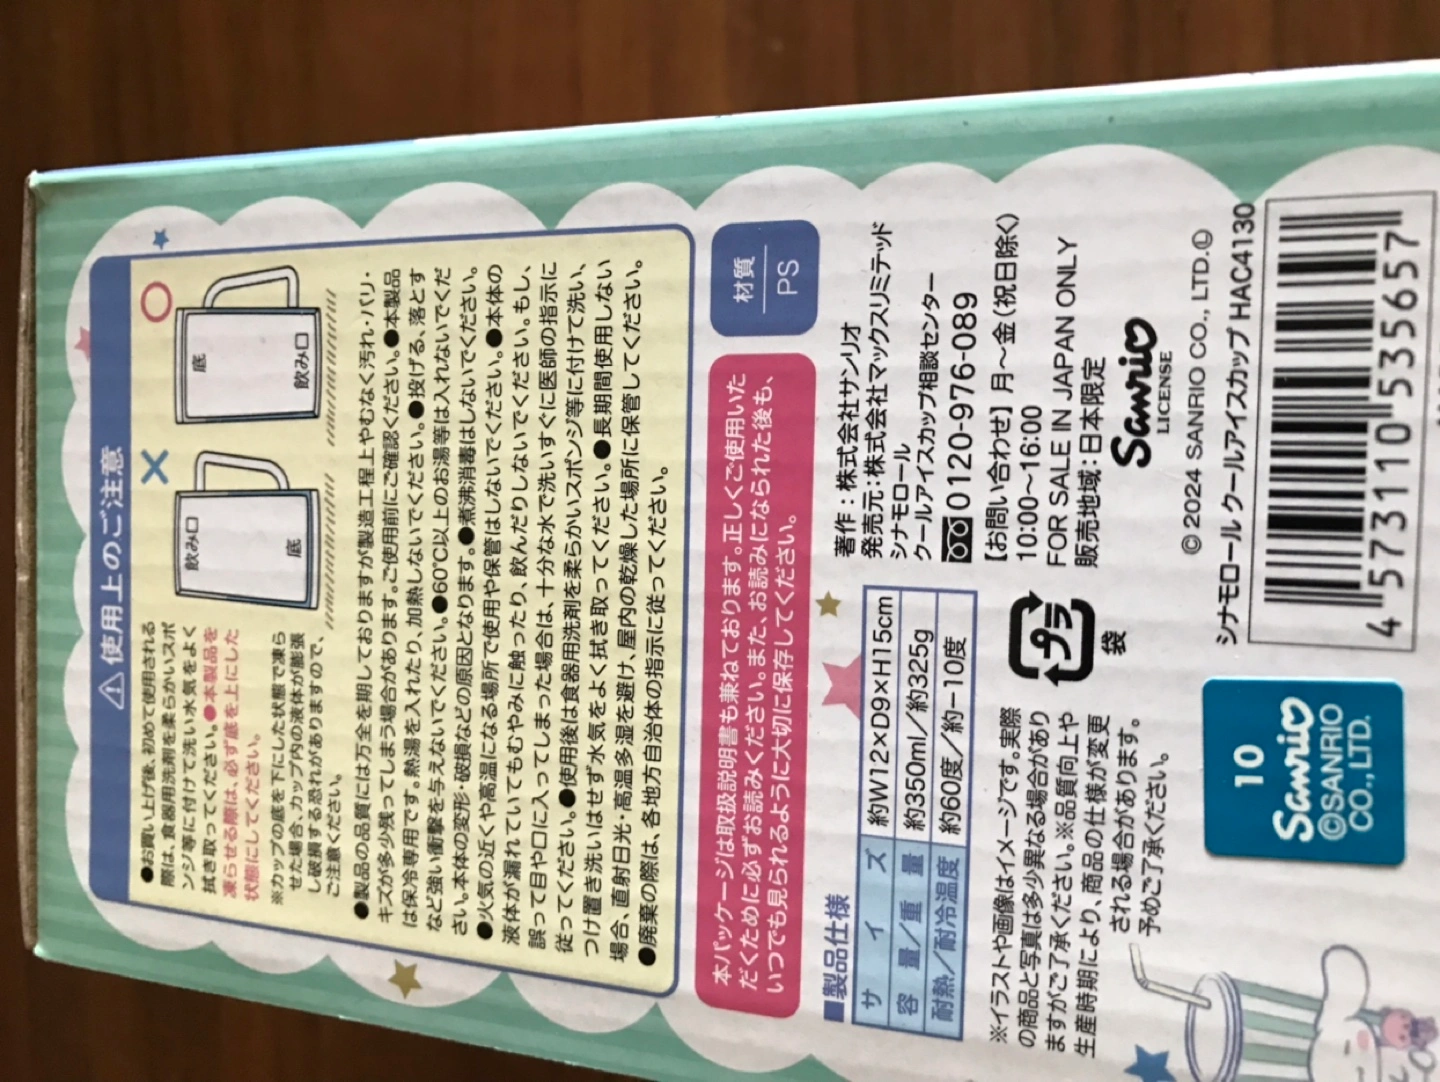 ⚠使用上のご注意
●お買い上げ後、初めて使用される
際は、食器用洗剤を柔らかいスポ
ンジ等に付けて洗い水気をよく
拭き取ってください。●本製品を
凍らせる際は、必ず底を上にした
状態にしてください。
※カップの底を下にした状態で凍ら
せた場合、カップ内の液体が膨張
し破損する恐れがありますので、
ご注意ください。
×
飲み口
底
○
底
飲み口
●製品の品質には万全を期しておりますが製造工程上やむなく汚れ・バリ・
キズが多少残ってしまう場合があります。ご使用前にご確認ください。●本製品
は保冷専用です。熱湯を入れたり、加熱しないでください。●投げる、落とす
など強い衝撃を与えないでください。●60℃以上のお湯等は入れないでくだ
さい。本体の変形・破損などの原因となります。●煮沸消毒はしないでください。
●火気の近くや高温になる場所で使用や保管はしないでください。●本体の
液体が漏れていてもむやみに触ったり、飲んだりしないでください。もし、
誤って目や口に入ってしまった場合は、十分な水で洗いすぐに医師の指示に
従ってください。●使用後は食器用洗剤を柔らかいスポンジ等に付けて洗い、
つけ置き洗いはせず水気をよく拭き取ってください。●長期間使用しない
場合、直射日光・高温多湿を避け、屋内の乾燥した場所に保管してください。
●廃棄の際は、各地方自治体の指示に従ってください。
本パッケージは取扱説明書も兼ねております。正しくご使用いた
だくために必ずお読みください。また、お読みになられた後も、
いつでも見られるように大切に保存してください。
材質
PS
■製品仕様
サイズ 約W12×D9×H15cm
容量/重量 約350ml/約325g
耐熱/耐冷温度 約60度/約-10度
著作:株式会社サンリオ
発売元:株式会社マックスリミテッド
シナモロール
クールアイスカップ相談センター
0120-976-089
【お問い合わせ】月〜金(祝日除く)
10:00〜16:00
FOR SALE IN JAPAN ONLY
販売地域:日本限定
※イラストや画像はイメージです。実際
の商品と写真は多少異なる場合があり
ますがご了承ください。※品質向上や
生産時期により、商品の仕様が変更
される場合があります。
予めご了承ください。
プラ
袋
Sanrio
LICENSE
©2024 SANRIO CO., LTD.Ⓛ
シナモロール クールアイスカップ HAC4130
4573110535657
10
Sanrio
©SANRIO
CO.,LTD.